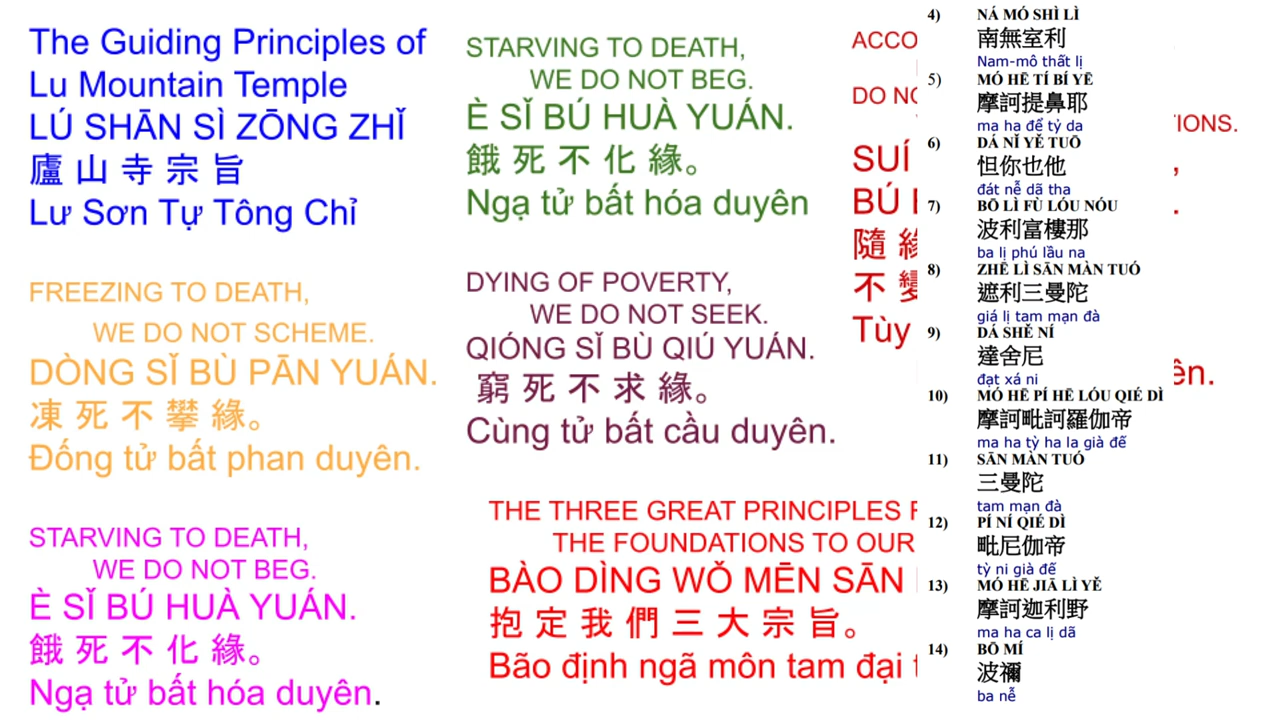 The Guiding Principles of
Lu Mountain Temple
LÚ SHĀN SÌ ZŌNG ZHǏ
廬 山 寺 宗 旨
Lư Sơn Tự Tông Chỉ
FREEZING TO DEATH,
WE DO NOT SCHEME.
DÒNG SǏ BÙ PĀN YUÁN.
凍 死 不 攀 緣。
Đống tử bất phan duyên.
STARVING TO DEATH,
WE DO NOT BEG.
È SǏ BÚ HUÀ YUÁN.
餓 死 不 化 緣。
Ngạ tử bất hóa duyên.
STARVING TO DEATH,
WE DO NOT BEG.
È SǏ BÚ HUÀ YUÁN.
餓 死 不 化 緣。
Ngạ tử bất hóa duyên
DYING OF POVERTY,
WE DO NOT SEEK.
QIÓNG SǏ BÙ QIÚ YUÁN.
窮 死 不 求 緣。
Cùng tử bất cầu duyên.
THE THREE GREAT PRINCIPLES
THE FOUNDATIONS TO OUR
BÀO DÌNG WǑ MĒN SĀN
抱 定 我 們 三 大 宗 旨。
Bão định ngã môn tam đại
ACCO
DO NO
TIONS.
SUÍ
,
BÚ
.
隨 緣
不 變
Tùy
ên.
4) NÁ MÓ SHÌ LÌ
南無室利
Nam-mô thất lị
5) MÓ HĒ TÍ BÍ YĒ
摩訶提鼻耶
ma ha để tỷ da
6) DÁ NǏ YĚ TUŌ
怛你也他
đát nễ dã tha
7) BŌ LÌ FÙ LÓU NÓU
波利富樓那
ba lị phú lầu na
8) ZHĒ LÌ SĀN MÀN TUÓ
遮利三曼陀
giá lị tam mạn đà
9) DÁ SHĚ NÍ
達舍尼
đạt xá ni
10) MÓ HĒ PÍ HĒ LÓU QIÉ DÌ
摩訶毗訶羅伽帝
ma ha tỳ ha la già đế
11) SĀN MÀN TUÓ
三曼陀
tam mạn đà
12) PÍ NÍ QIÉ DÌ
毗尼伽帝
tỳ ni già đế
13) MÓ HĒ JIĀ LÌ YĚ
摩訶迦利野
ma ha ca lị dã
14) BŌ MÍ
波禰
ba nễ